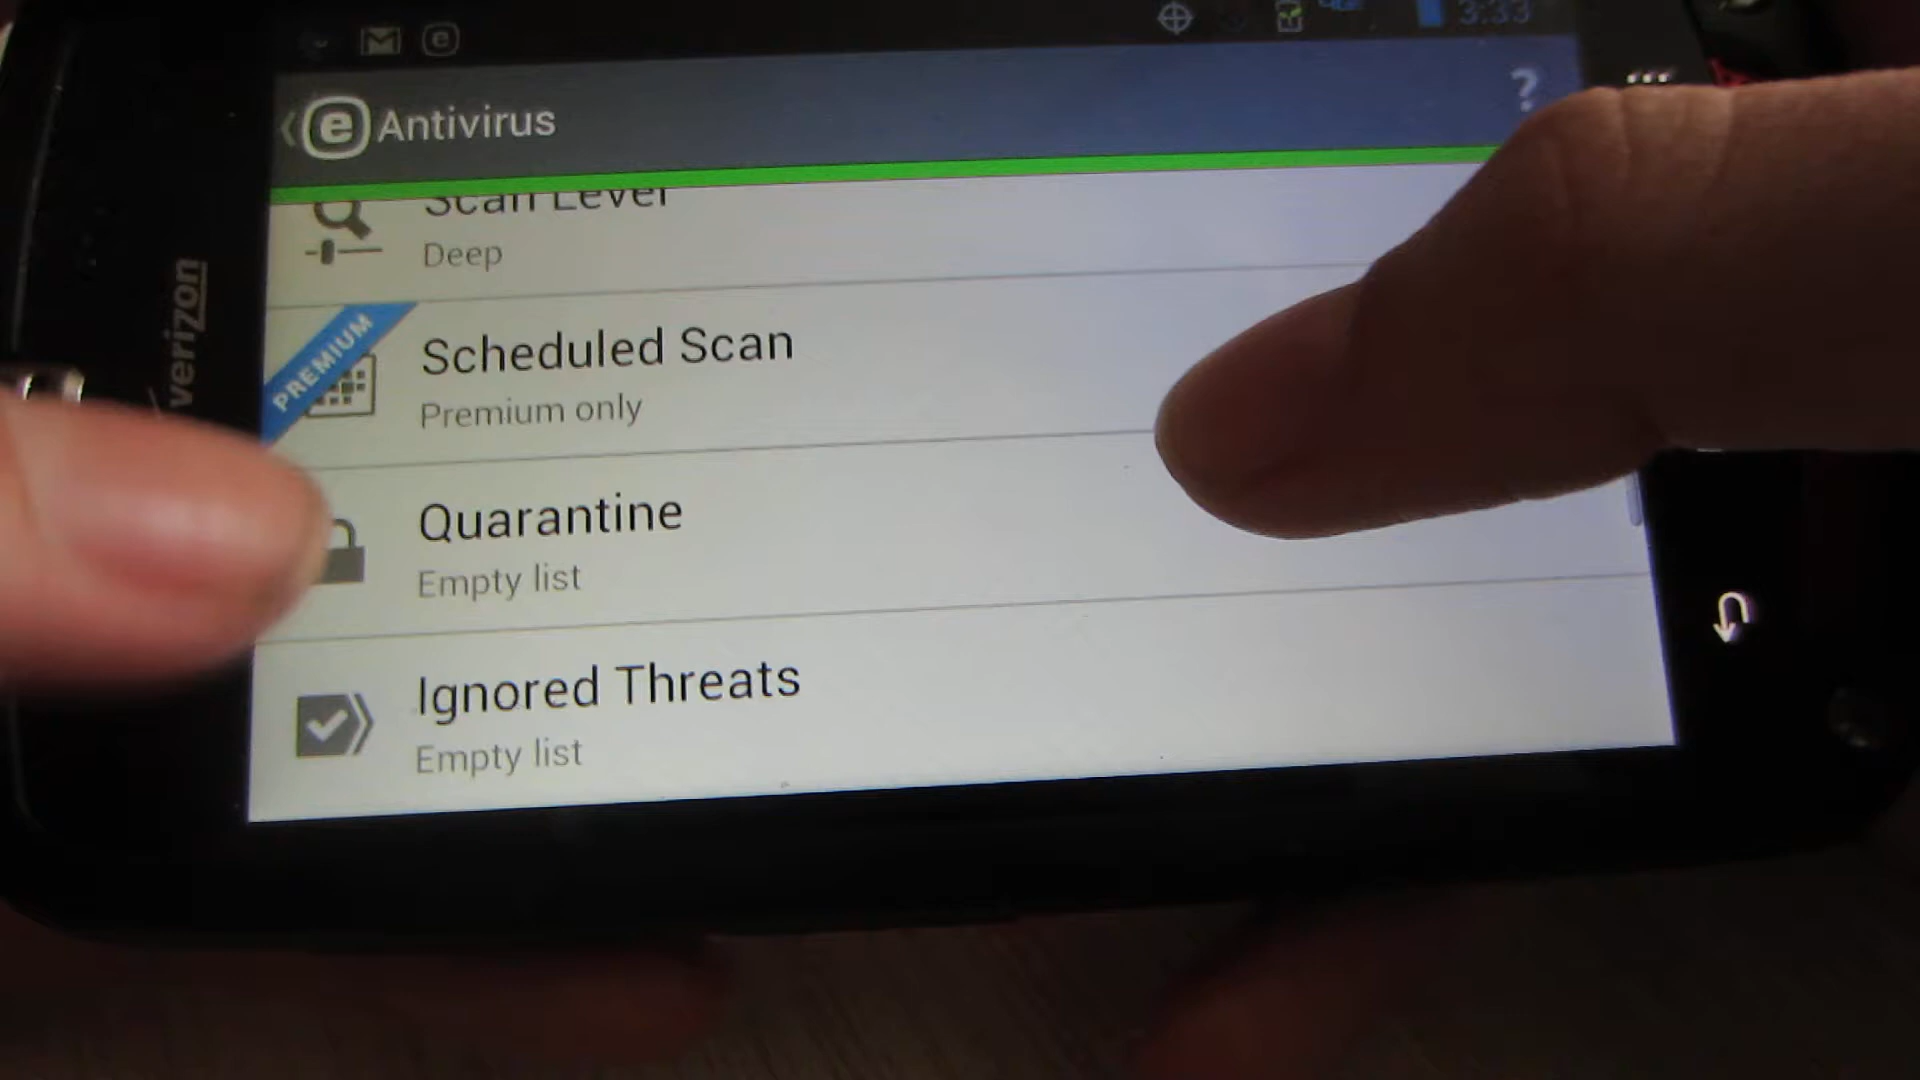 3:33
e Antivirus ?
Scan Level
Deep
PREMIUM
Scheduled Scan
Premium only
Quarantine
Empty list
Ignored Threats
Empty list
verizon